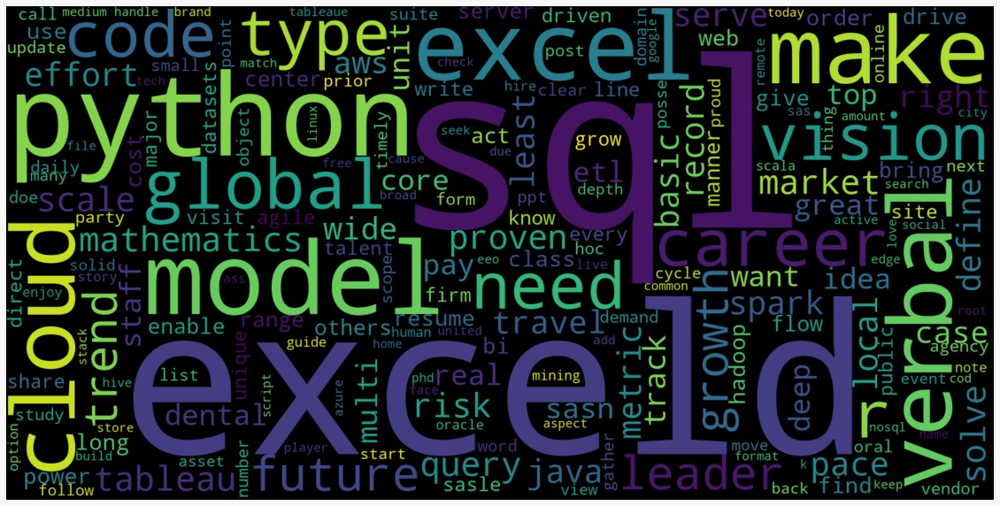 call
medium
handle
brand
tableaue
suite
server
driven
domain
google
serve
today
order
drive
use
code
type
unit
excel
post
web
make
online
update
point
small
match
aws
check
remote
effort
tech
center
prior
write
hire
clear
line
posse
give
top
right
python
datasets
linux
sql
seek
act
least
grow
record
proud
manner
sas
amount
thing
city
vision
file
major
object
timely
cost
daily
many
free
cause
due
etl
depth
basic
scala
bring
next
doe
scale
global
core
broad
form
ppt
market
search
party
visit
agile
wide
know
great
active
site
social
love
define
cloud
mathematics
talent
proven
every
hoc
career
edge
verbal
direct
solid
story
staff
model
scope
pay
eeo
class
live
firm
need
cycle
common
want
idea
enjoy
ass
trend
enable
range
others
resume
human
united
travel
demand
growth
spark
flow
local
public
root
case
agency
stack
unique
guide
home
exceld
bi
add
metric
track
hadoop
share
hive
list
script
azure
multi
phd
face
real
mining
deep
event
note
cod
study
dental
risk
sasn
aspect
r
nosql
name
solve
option
store
long
build
oracle
player
start
word
move
format
oral
power
follow
tableau
asset
number
future
query
sasle
java
view
gather
leader
back
k
pace
find
keep
vendor